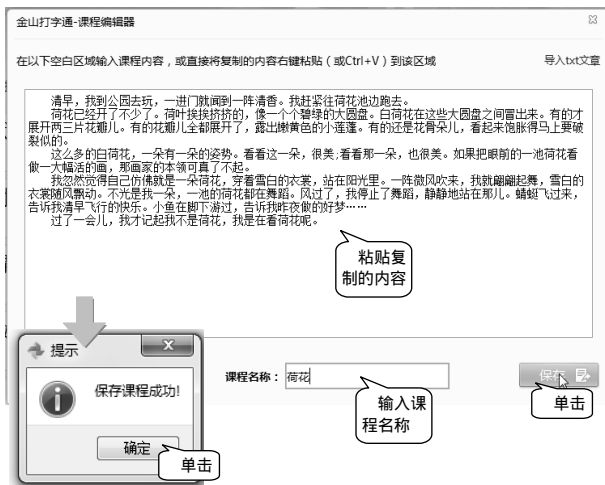 金山打字通-课程编辑器
在以下空白区域输入课程内容，或直接将复制的内容右键粘贴（或Ctrl+V）到该区域
导入txt文章
清早，我到公园去玩，一进门就闻到一阵清香。我赶紧往荷花池边跑去。
荷花已经开了不少了。荷叶挨挨挤挤的，像一个个碧绿的大圆盘。白荷花在这些大圆盘之间冒出来。有的才
展开两三片花瓣儿。有的花瓣儿全都展开了，露出嫩黄色的小莲蓬。有的还是花骨朵儿，看起来饱胀得马上要破
裂似的。
这么多的白荷花，一朵有一朵的姿势。看看这一朵，很美;看看那一朵，也很美。如果把眼前的一池荷花看
做一大幅活的画，那画家的本领可真了不起。
我忽然觉得自己仿佛就是一朵荷花，穿着雪白的衣裳，站在阳光里。一阵微风吹来，我就翩翩起舞，雪白的
衣裳随风飘动。不光是我一朵，一池的荷花都在舞蹈。风过了，我停止了舞蹈，静静地站在那儿。蜻蜓飞过来，
告诉我清早飞行的快乐。小鱼在脚下游过，告诉我昨夜做的好梦……
过了一会儿，我才记起我不是荷花，我是在看荷花呢。
粘贴复
制的内容
提示
保存课程成功!
确定
单击
课程名称：
荷花
输入课
程名称
保存
单击